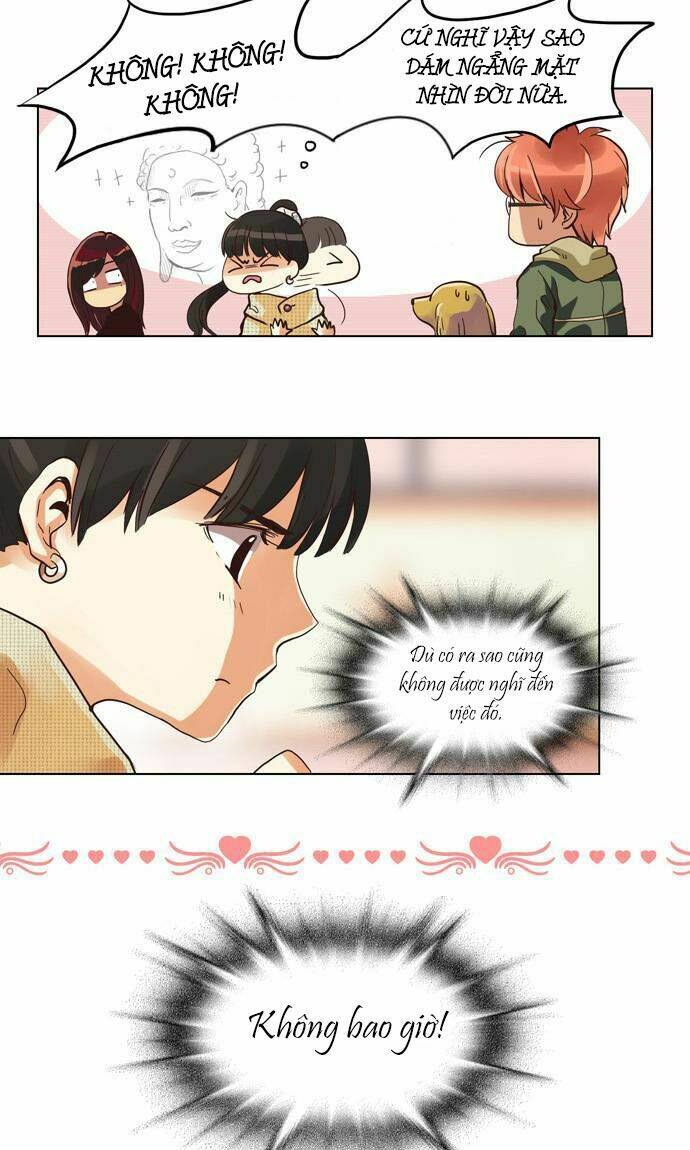 KHÔNG! KHÔNG!
KHÔNG!
CỨ NGHĨ VẬY SAO
DÁM NGẨNG MẶT
NHÌN ĐỜI NỮA.
Dù có ra sao cũng
không được nghĩ đến
việc đó.
Không bao giờ!